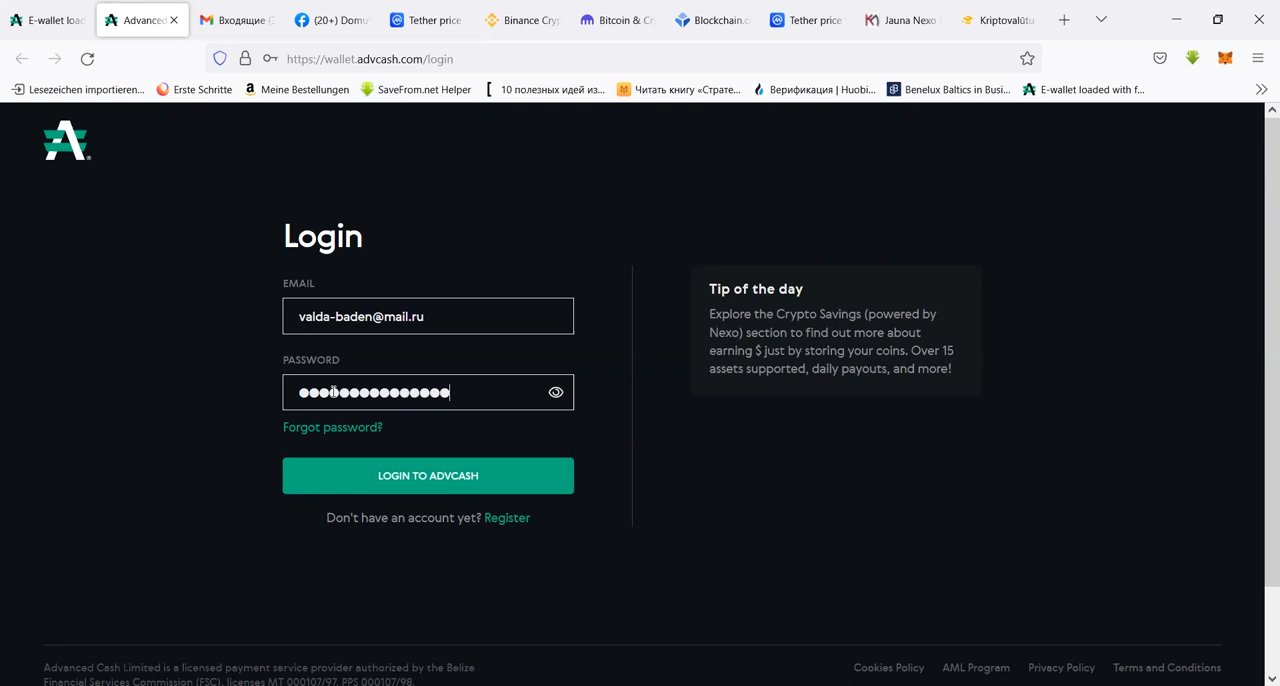 E-wallet load
Advanced
Входящие (
(20+) Domu
Tether price
Binance Cryp
Bitcoin & Cr
Blockchain.co
Tether price
Jauna Nexo
Kriptovalūtu
https://wallet.advcash.com/login
Lesezeichen importieren...
Erste Schritte
Meine Bestellungen
SaveFrom.net Helper
10 полезных идей из...
Читать книгу «Страте...
Верификация | Huobi...
Benelux Baltics in Busi...
E-wallet loaded with f...
Login
EMAIL
valda-baden@mail.ru
PASSWORD
Forgot password?
LOGIN TO ADVCASH
Don't have an account yet? Register
Tip of the day
Explore the Crypto Savings (powered by
Nexo) section to find out more about
earning $ just by storing your coins. Over 15
assets supported, daily payouts, and more!
Advanced Cash Limited is a licensed payment service provider authorized by the Belize
Financial Services Commission (FSC), licenses MT 000107/97, PPS 000107/98.
Cookies Policy
AML Program
Privacy Policy
Terms and Conditions